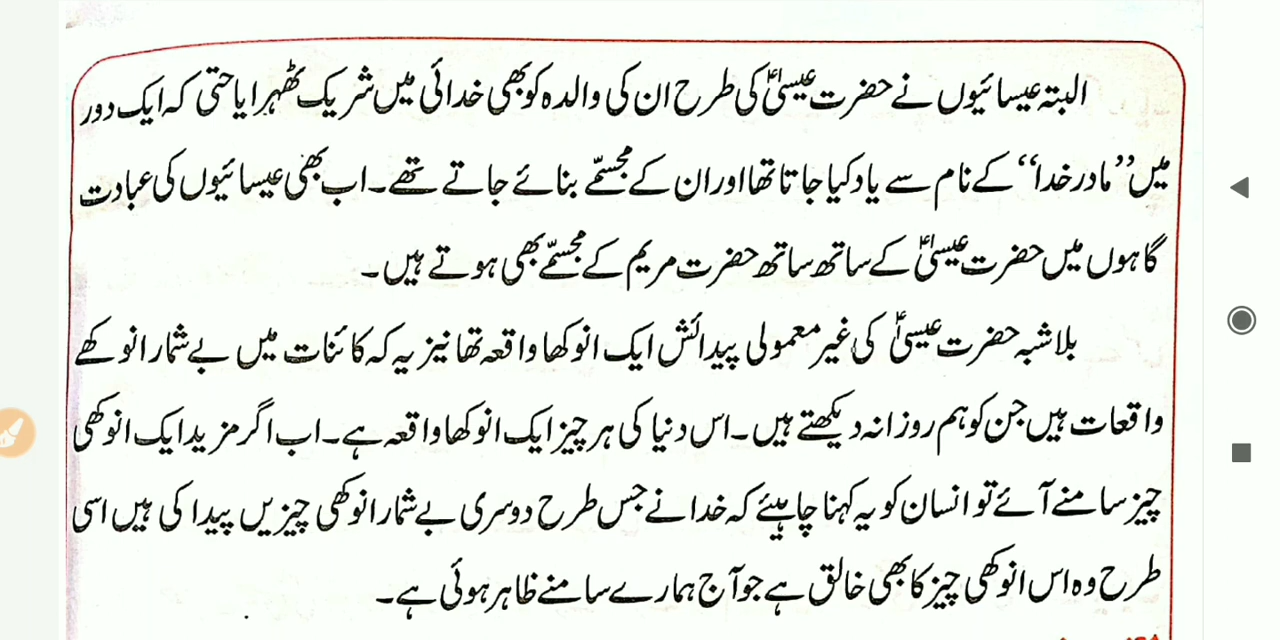 البتہ عیسائیوں نے حضرت عیسیٰؑ کی طرح ان کی والدہ کو بھی خدائی میں شریک ٹھہرایا حتی کہ ایک دور
میں ”مادر خدا“ کے نام سے یاد کیا جاتا تھا اور ان کے مجسمّے بنائے جاتے تھے۔ اب بھی عیسائیوں کی عبادت
گاہوں میں حضرت عیسیٰؑ کے ساتھ ساتھ حضرت مریم کے مجسمّے بھی ہوتے ہیں۔
بلاشبہ حضرت عیسیٰؑ کی غیر معمولی پیدائش ایک انوکھا واقعہ تھا نیز یہ کہ کائنات میں بے شمار انوکھے
واقعات ہیں جن کو ہم روزانہ دیکھتے ہیں۔ اس دنیا کی ہر چیز ایک انوکھا واقعہ ہے۔ اب اگر مزید ایک انوکھی
چیز سامنے آئے تو انسان کو یہ کہنا چاہیئے کہ خدا نے جس طرح دوسری بے شمار انوکھی چیزیں پیدا کی ہیں اسی
طرح وہ اس انوکھی چیز کا بھی خالق ہے جو آج ہمارے سامنے ظاہر ہوئی ہے۔